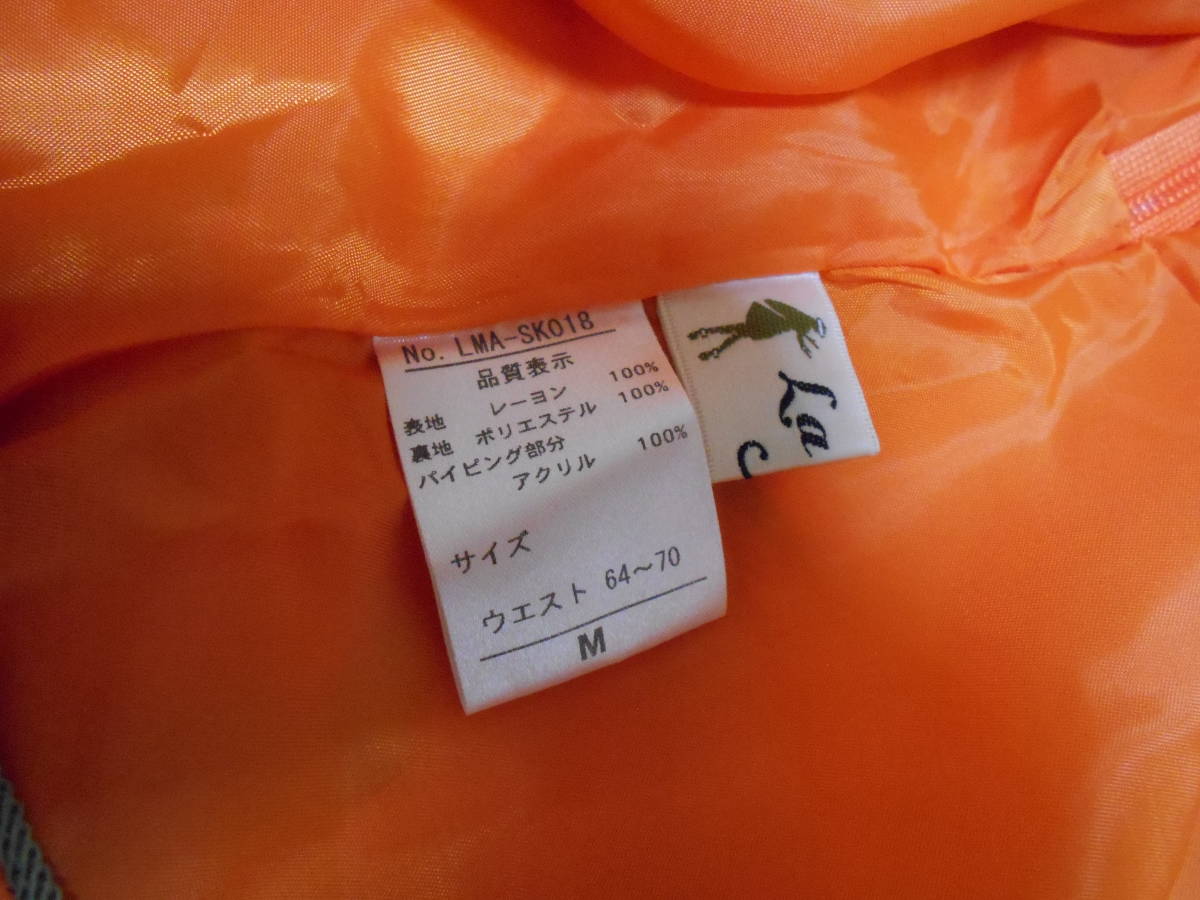 No. LMA-SK018
品質表示
表地 レーヨン 100%
裏地 ポリエステル 100%
パイピング部分
アクリル 100%
サイズ
ウエスト 64~70
M
La